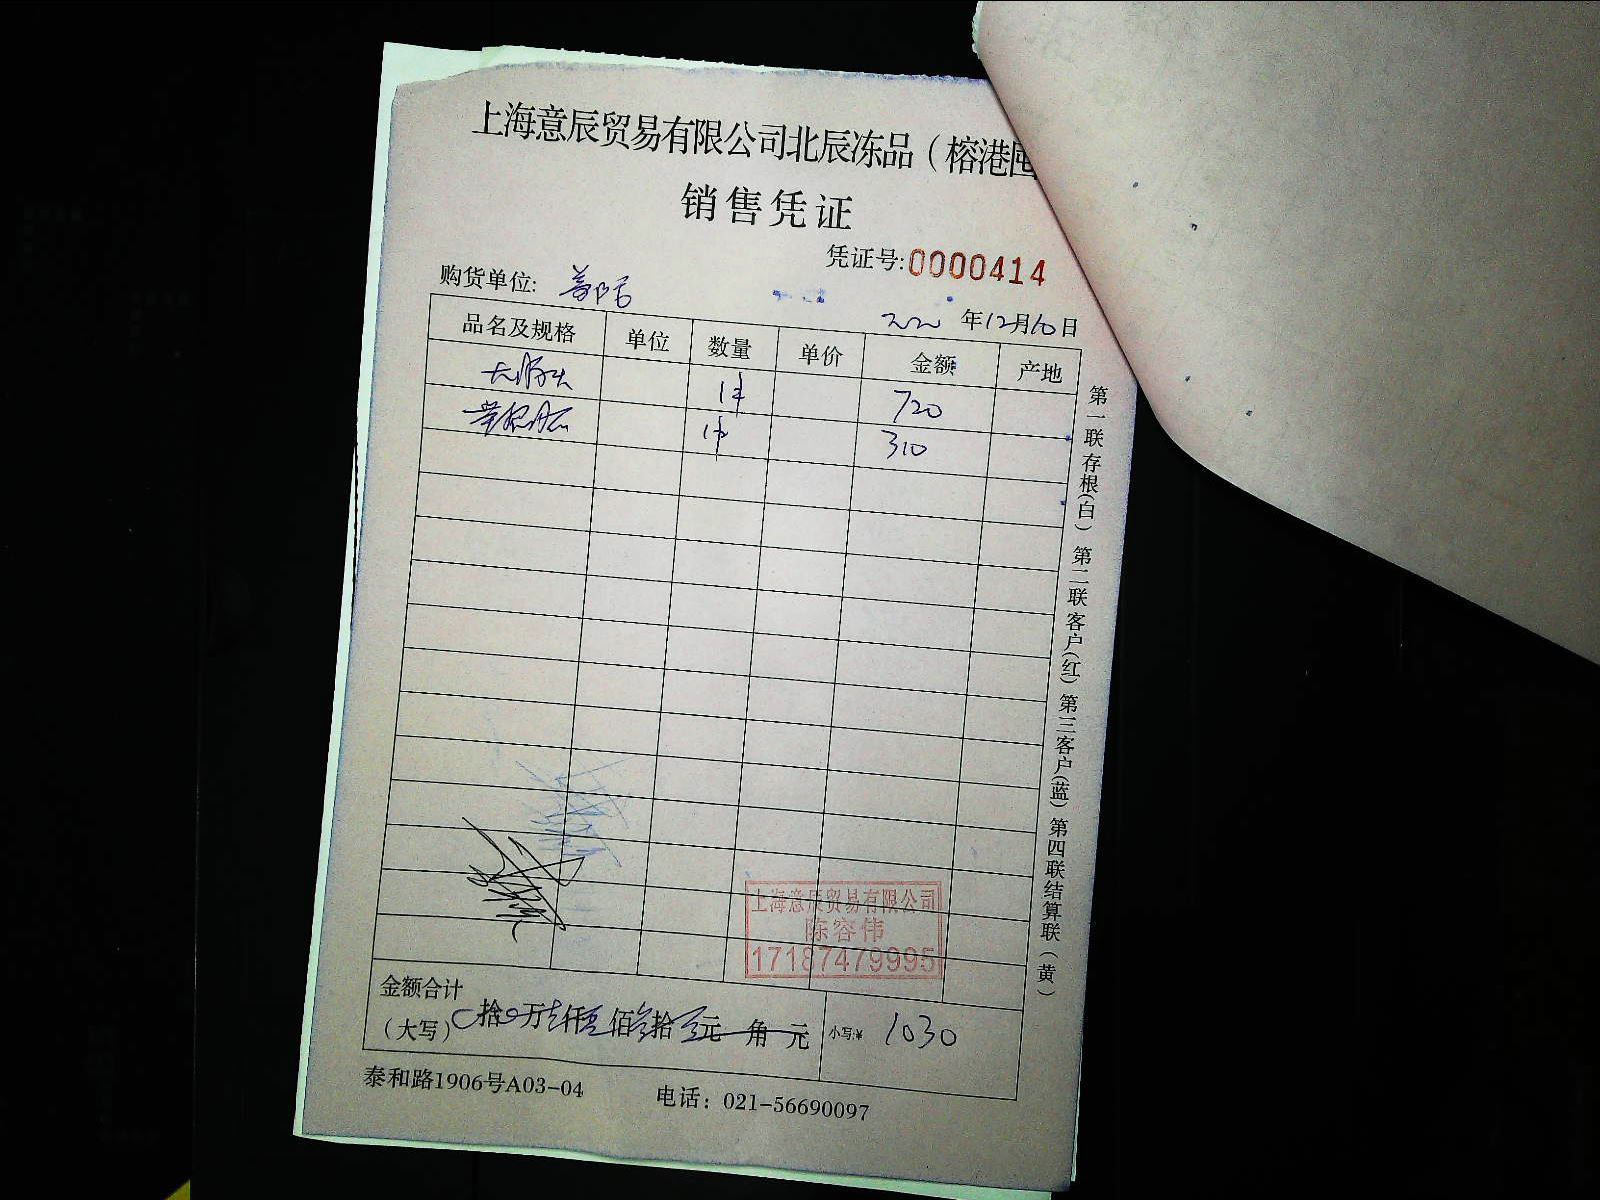 上海意辰贸易有限公司北辰冻品（榕港
销售凭证
凭证号:0000414
购货单位:
年12月10日
品名及规格 单位 数量 单价 金额 产地
1件 720
1件 310
上海意辰贸易有限公司
陈容伟
17187479995
金额合计
（大写） 拾 万 仟 佰 拾 元 角 元 小写:¥ 1030
泰和路1906号A03-04 电话：021-56690097
第一联存根(白) 第二联客户(红) 第三客户(蓝) 第四联结算联(黄)